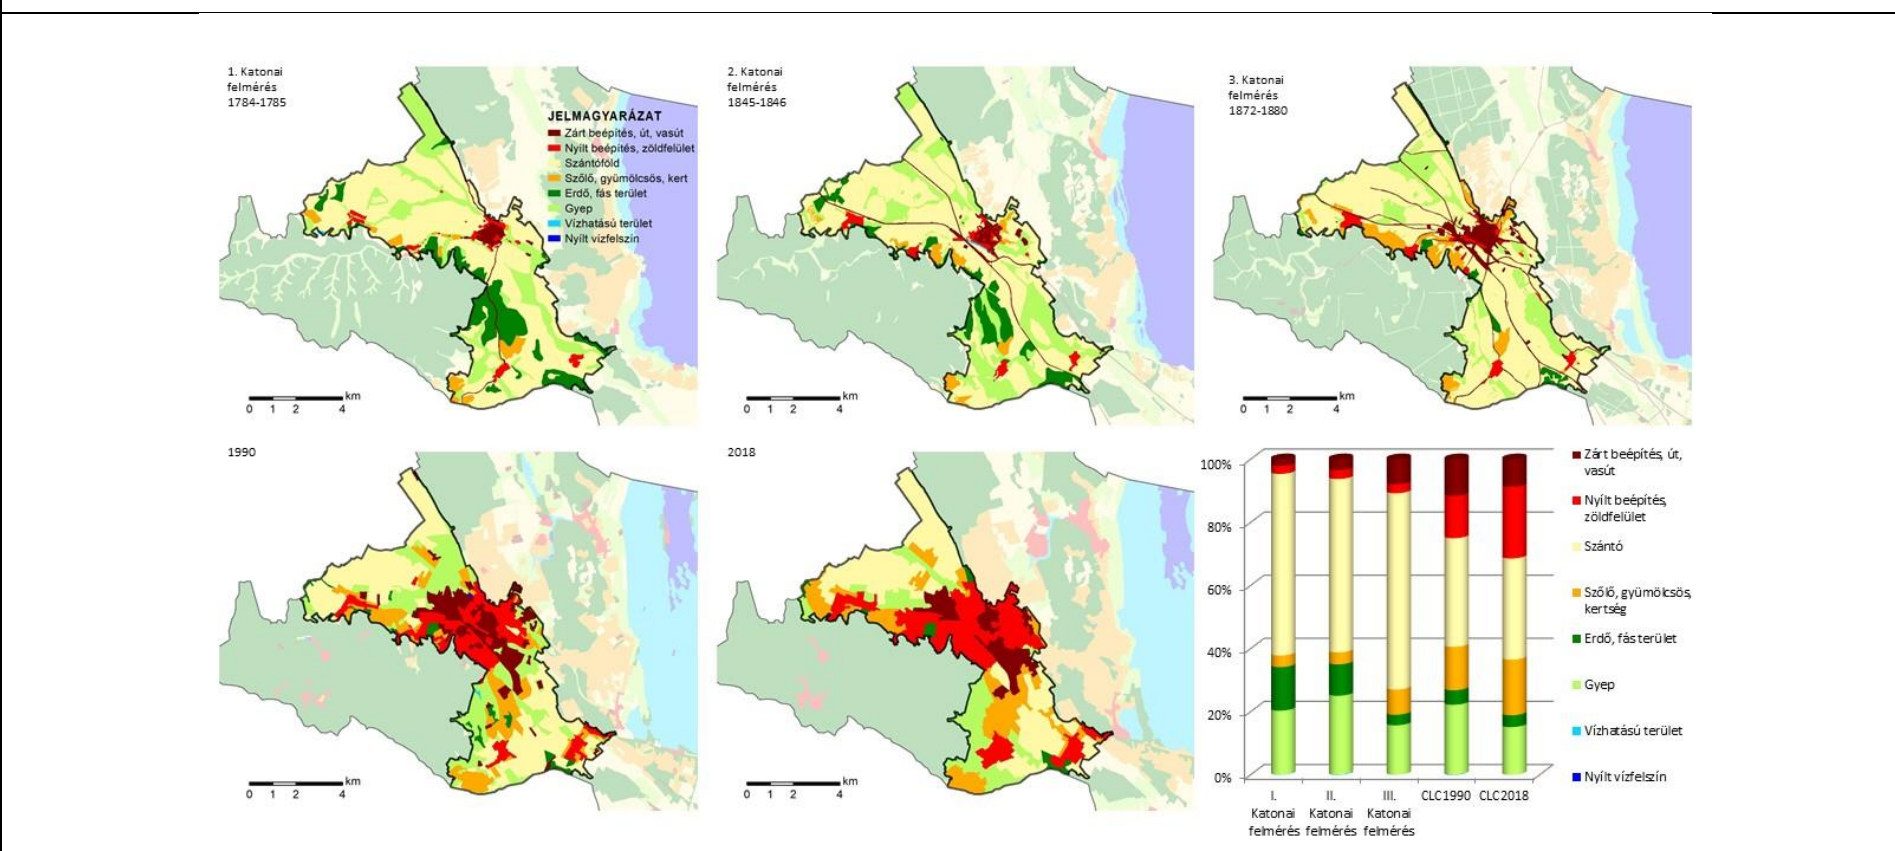 1. Katonai
felmérés
1784-1785
JELMAGYARÁZAT
Zárt beépítés, út, vasút
Nyílt beépítés, zöldfelület
Szántóföld
Szőlő, gyümölcsös, kert
Erdő, fás terület
Gyep
Vízhatású terület
Nyílt vízfelszín
km
0 1 2 4
2. Katonai
felmérés
1845-1846
km
0 1 2 4
3. Katonai
felmérés
1872-1880
km
0 1 2 4
1990
km
0 1 2 4
2018
km
0 1 2 4
100%
80%
60%
40%
20%
0%
I.
Katonai
felmérés
II.
Katonai
felmérés
III.
Katonai
felmérés
CLC1990
CLC2018
Zárt beépítés, út,
vasút
Nyílt beépítés,
zöldfelület
Szántó
Szőlő, gyümölcsös,
kertség
Erdő, fás terület
Gyep
Vízhatású terület
Nyílt vízfelszín